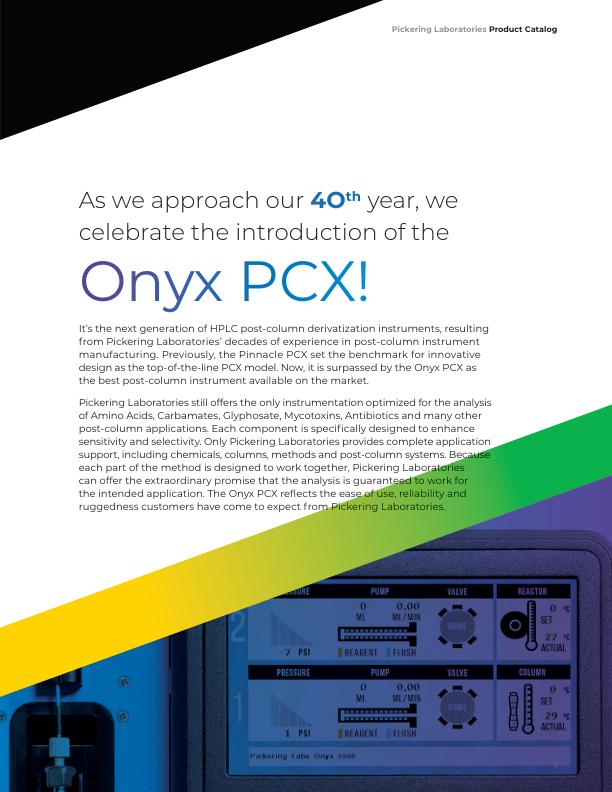 Pickering Laboratories Product Catalog
As we approach our 40th year, we
celebrate the introduction of the
Onyx PCX!
It’s the next generation of HPLC post-column derivatization instruments, resulting
from Pickering Laboratories’ decades of experience in post-column instrument
manufacturing. Previously, the Pinnacle PCX set the benchmark for innovative
design as the top-of-the-line PCX model. Now, it is surpassed by the Onyx PCX as
the best post-column instrument available on the market.
Pickering Laboratories still offers the only instrumentation optimized for the analysis
of Amino Acids, Carbamates, Glyphosate, Mycotoxins, Antibiotics and many other
post-column applications. Each component is specifically designed to enhance
sensitivity and selectivity. Only Pickering Laboratories provides complete application
support, including chemicals, columns, methods and post-column systems. Because
each part of the method is designed to work together, Pickering Laboratories
can offer the extraordinary promise that the analysis is guaranteed to work for
the intended application. The Onyx PCX reflects the ease of use, reliability and
ruggedness customers have come to expect from Pickering Laboratories.
PUMP VALVE REACTOR
0 0,00 0 °C
ML ML/MIN SET
2 HOME 27 °C
-7 PSI REAGENT FLUSH ACTUAL
PRESSURE PUMP VALVE COLUMN
0 0,00 0 °C
ML ML/MIN SET
1 HOME 29 °C
1 PSI REAGENT FLUSH ACTUAL
Pickering Labs Onyx